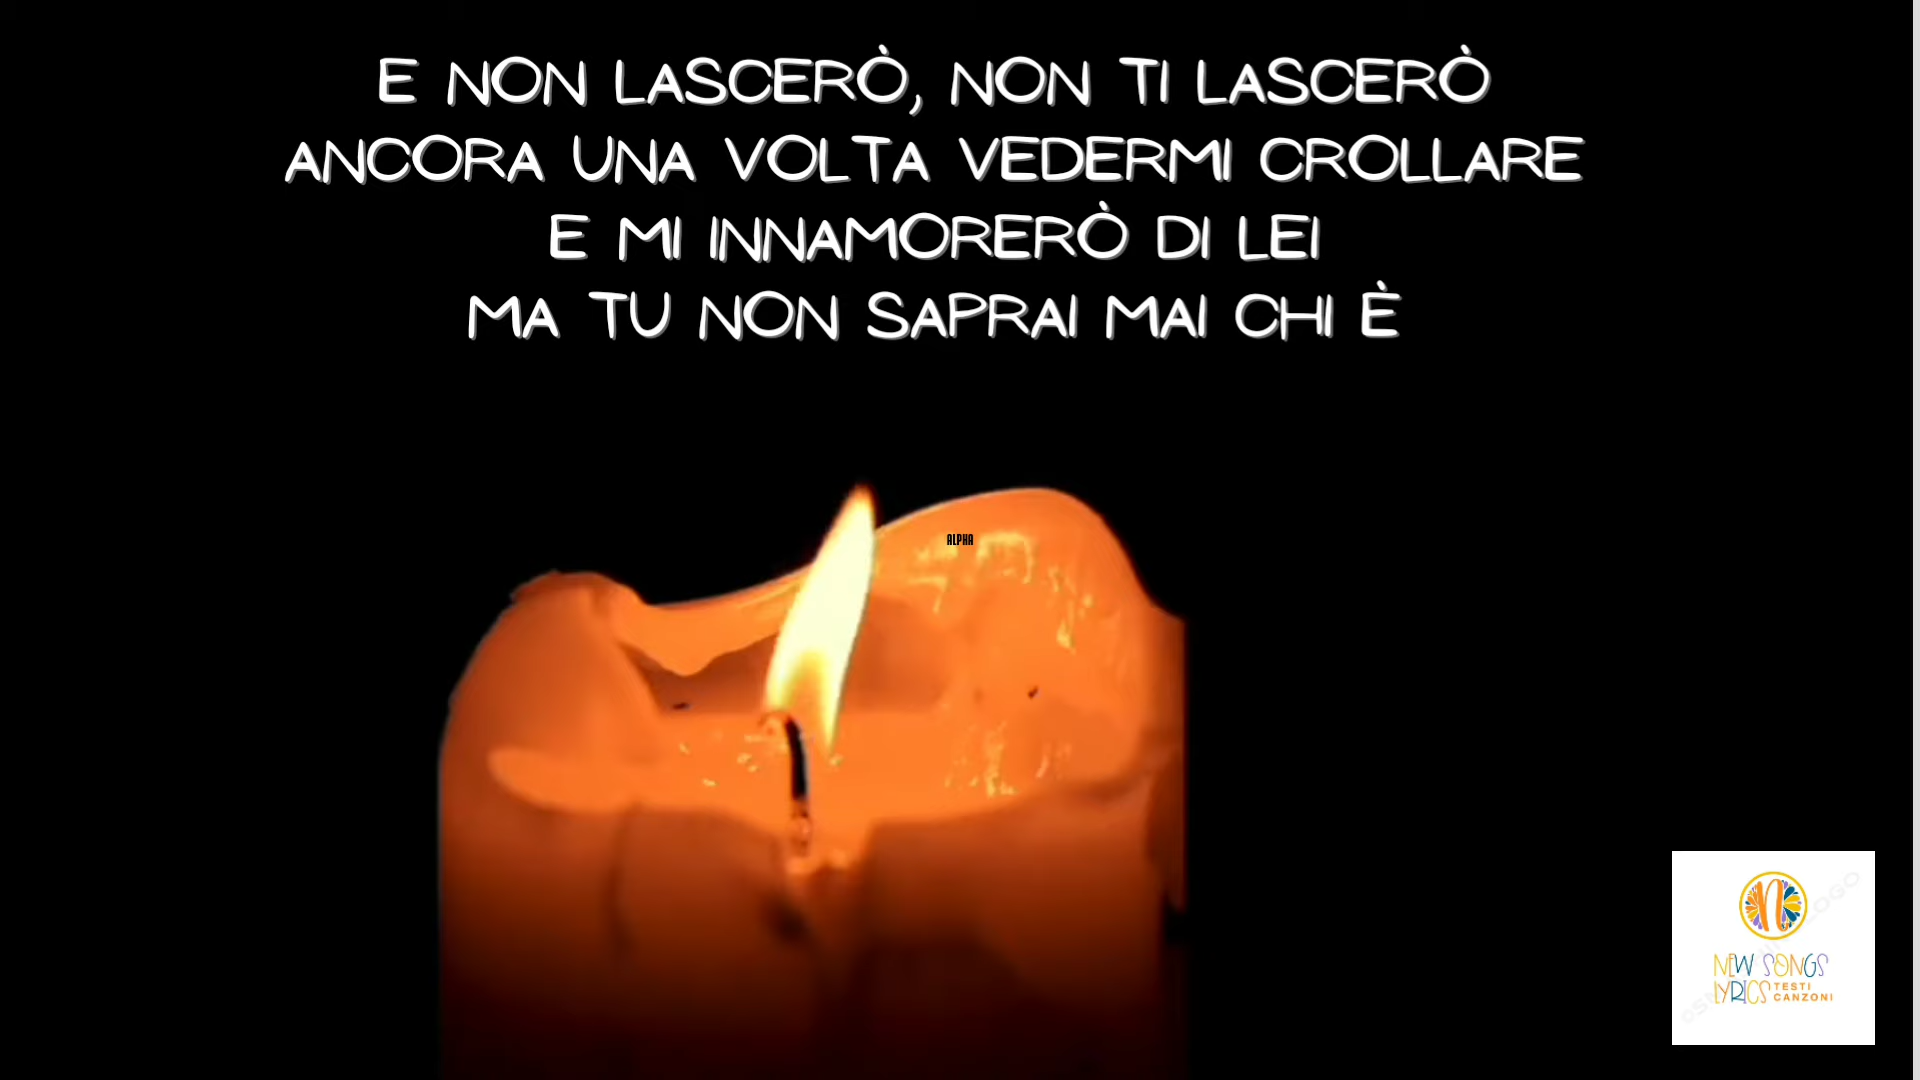 E NON LASCERÒ, NON TI LASCERÒ
ANCORA UNA VOLTA VEDERMI CROLLARE
E MI INNAMORERÒ DI LEI
MA TU NON SAPRAI MAI CHI È
ALPHA
NEW SONGS
LYRICS TESTI
CANZONI